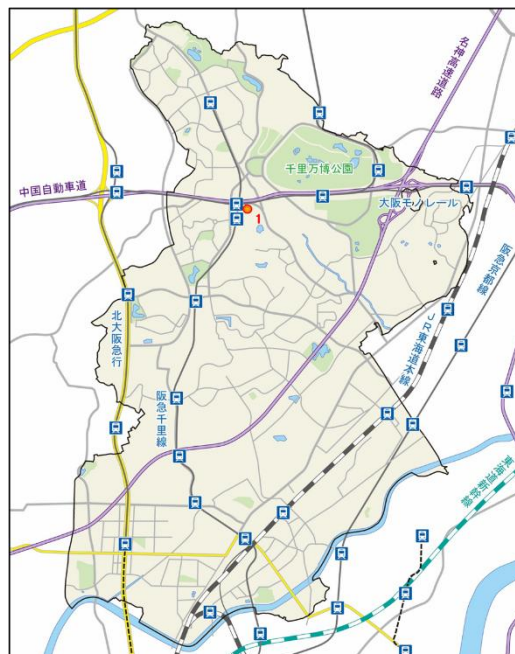 名神高速道路
千里万博公園
中国自動車道
大阪モノレール
1
阪急京都線
JR東海道本線
北大阪急行
阪急千里線
東海道新幹線